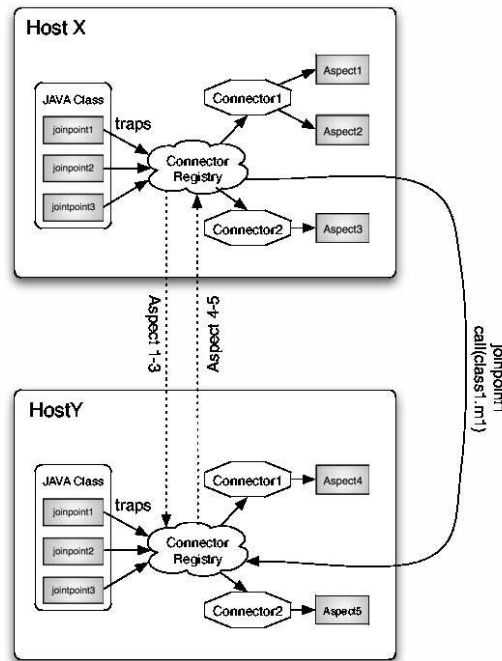 Host X
JAVA Class
joinpoint1
joinpoint2
jointpoint3
traps
Connector
Registry
Connector1
Connector2
Aspect1
Aspect2
Aspect3
Aspect 1-3
Aspect 4-5
joinpoint1
call(class1.m1)
HostY
JAVA Class
joinpoint1
joinpoint2
joinpoint3
traps
Connector
Registry
Connector1
Connector2
Aspect4
Aspect5